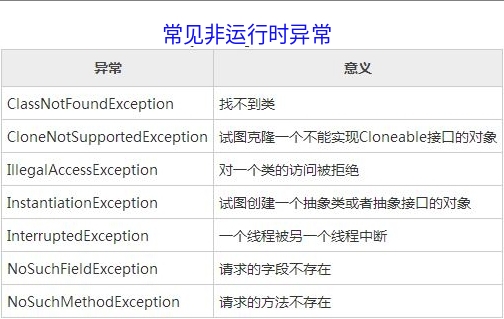 常见非运行时异常
异常 意义
ClassNotFoundException 找不到类
CloneNotSupportedException 试图克隆一个不能实现Cloneable接口的对象
IllegalAccessException 对一个类的访问被拒绝
InstantiationException 试图创建一个抽象类或者抽象接口的对象
InterruptedException 一个线程被另一个线程中断
NoSuchFieldException 请求的字段不存在
NoSuchMethodException 请求的方法不存在